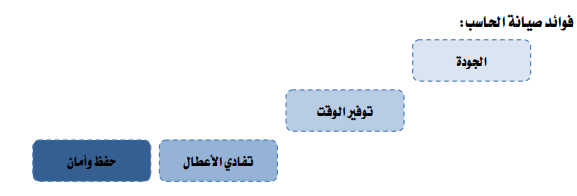 فوائد صيانة الحاسب:
الجودة
توفير الوقت
تفادي الأعطال
حفظ وأمان